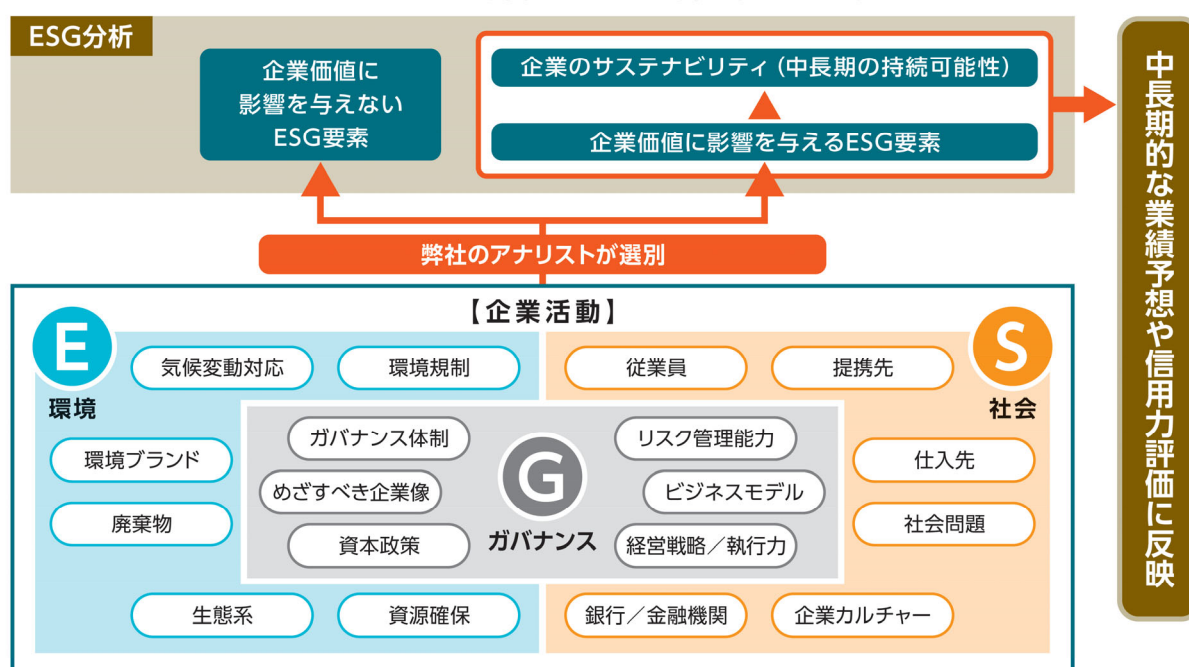 ESG分析
企業価値に
影響を与えない
ESG要素
企業のサステナビリティ（中長期の持続可能性）
企業価値に影響を与えるESG要素
中長期的な業績予想や信用力評価に反映
弊社のアナリストが選別
【企業活動】
E
環境
気候変動対応
環境規制
環境ブランド
廃棄物
生態系
資源確保
G
ガバナンス
ガバナンス体制
めざすべき企業像
資本政策
リスク管理能力
ビジネスモデル
経営戦略／執行力
S
社会
従業員
提携先
仕入先
社会問題
銀行／金融機関
企業カルチャー